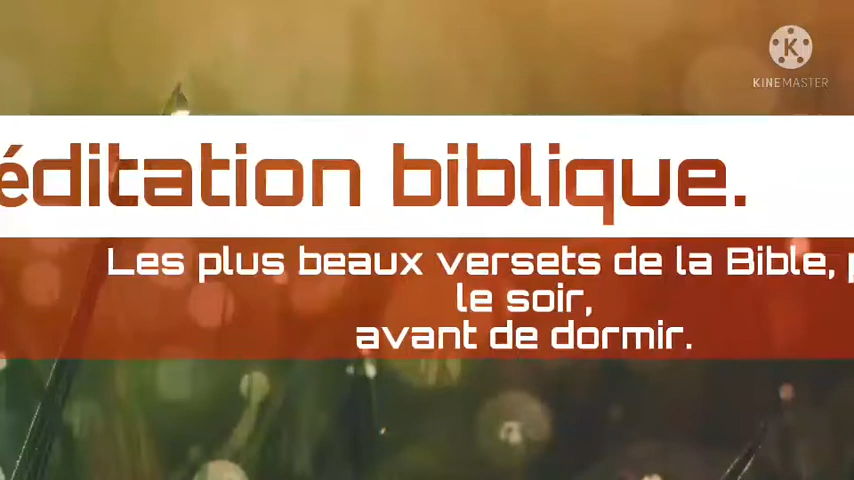 KINEMASTER
éditation biblique.
Les plus beaux versets de la Bible,
le soir,
avant de dormir.